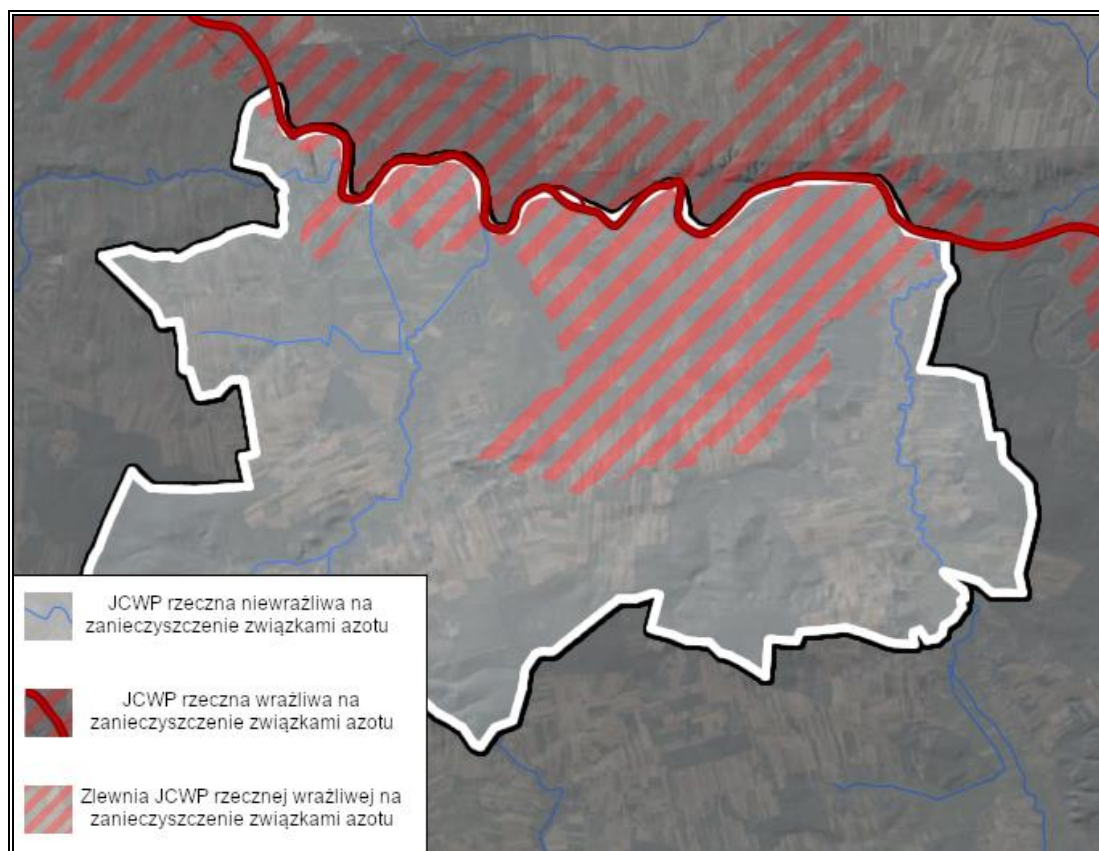 JCWP rzeczna niewrażliwa na
zanieczyszczenie związkami azotu
JCWP rzeczna wrażliwa na
zanieczyszczenie związkami azotu
Zlewnia JCWP rzecznej wrażliwej na
zanieczyszczenie związkami azotu